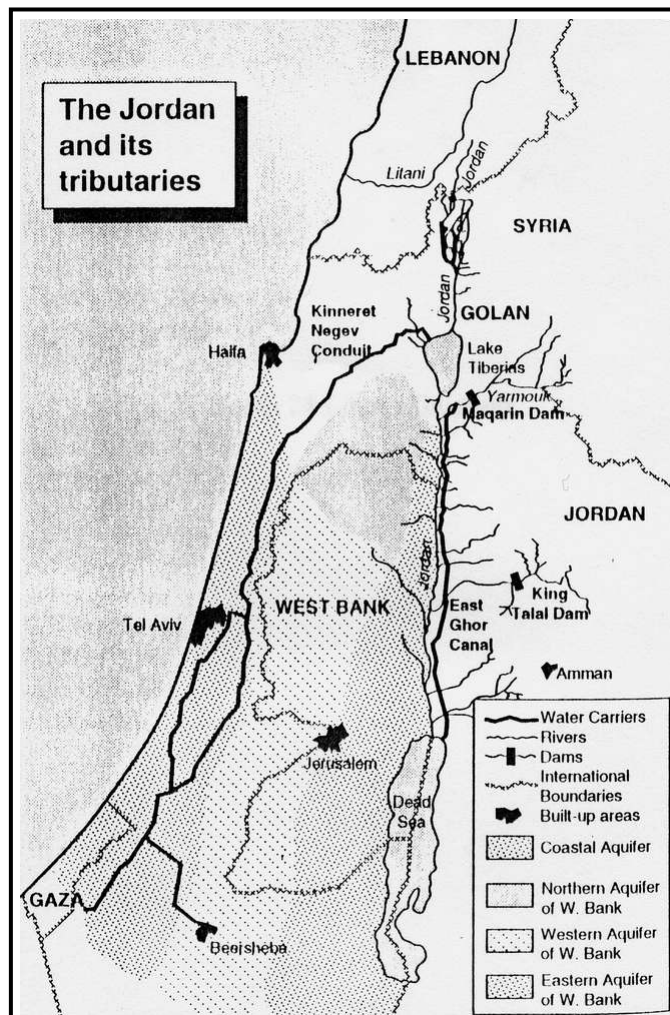 The Jordan
and its
tributaries
LEBANON
Litani
Jordan
SYRIA
Jordan
GOLAN
Kinneret
Negev
Conduit
Haifa
Lake
Tiberias
Yarmouk
Maqarin Dam
JORDAN
WEST BANK
Jordan
King
Talal Dam
East
Ghor
Canal
Tel Aviv
Amman
Jerusalem
Dead
Sea
GAZA
Beersheba
Water Carriers
Rivers
Dams
International
Boundaries
Built-up areas
Coastal Aquifer
Northern Aquifer
of W. Bank
Western Aquifer
of W. Bank
Eastern Aquifer
of W. Bank